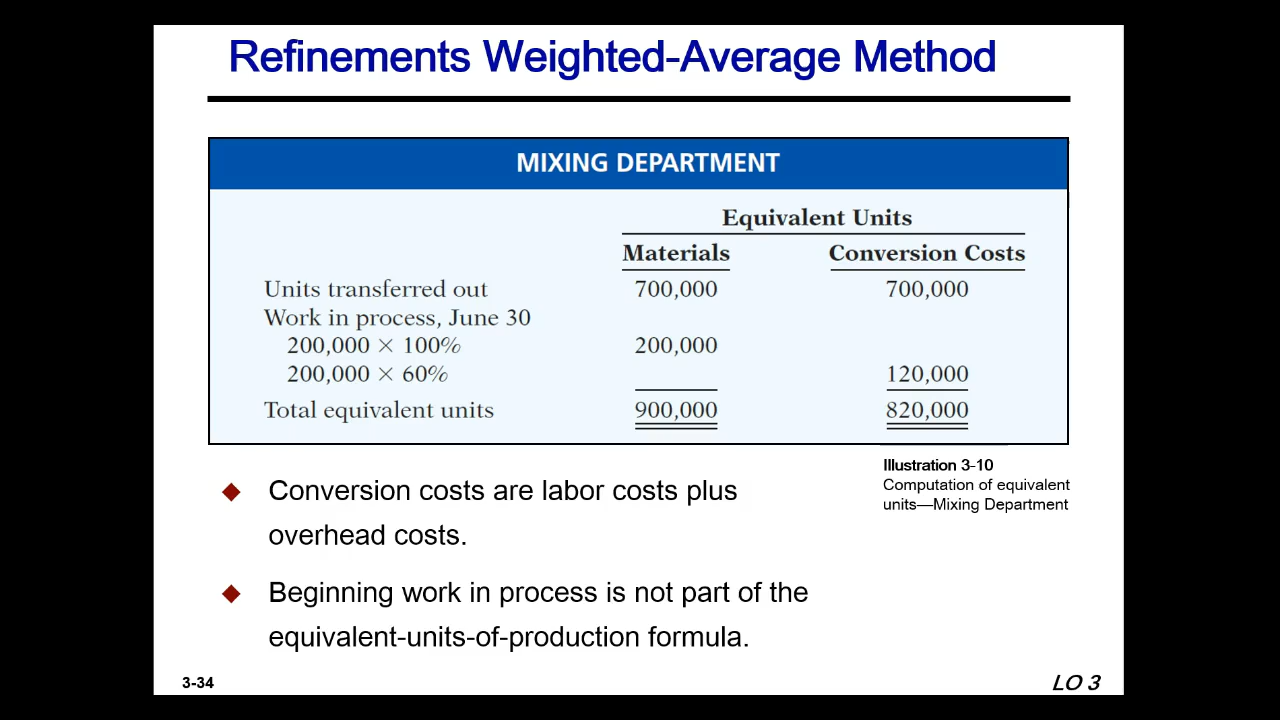 Refinements Weighted-Average Method
MIXING DEPARTMENT
Equivalent Units
Materials Conversion Costs
Units transferred out 700,000 700,000
Work in process, June 30
200,000 × 100% 200,000
200,000 × 60% 120,000
Total equivalent units 900,000 820,000
Illustration 3-10
Computation of equivalent
units—Mixing Department
◆ Conversion costs are labor costs plus
overhead costs.
◆ Beginning work in process is not part of the
equivalent-units-of-production formula.
3-34 LO 3